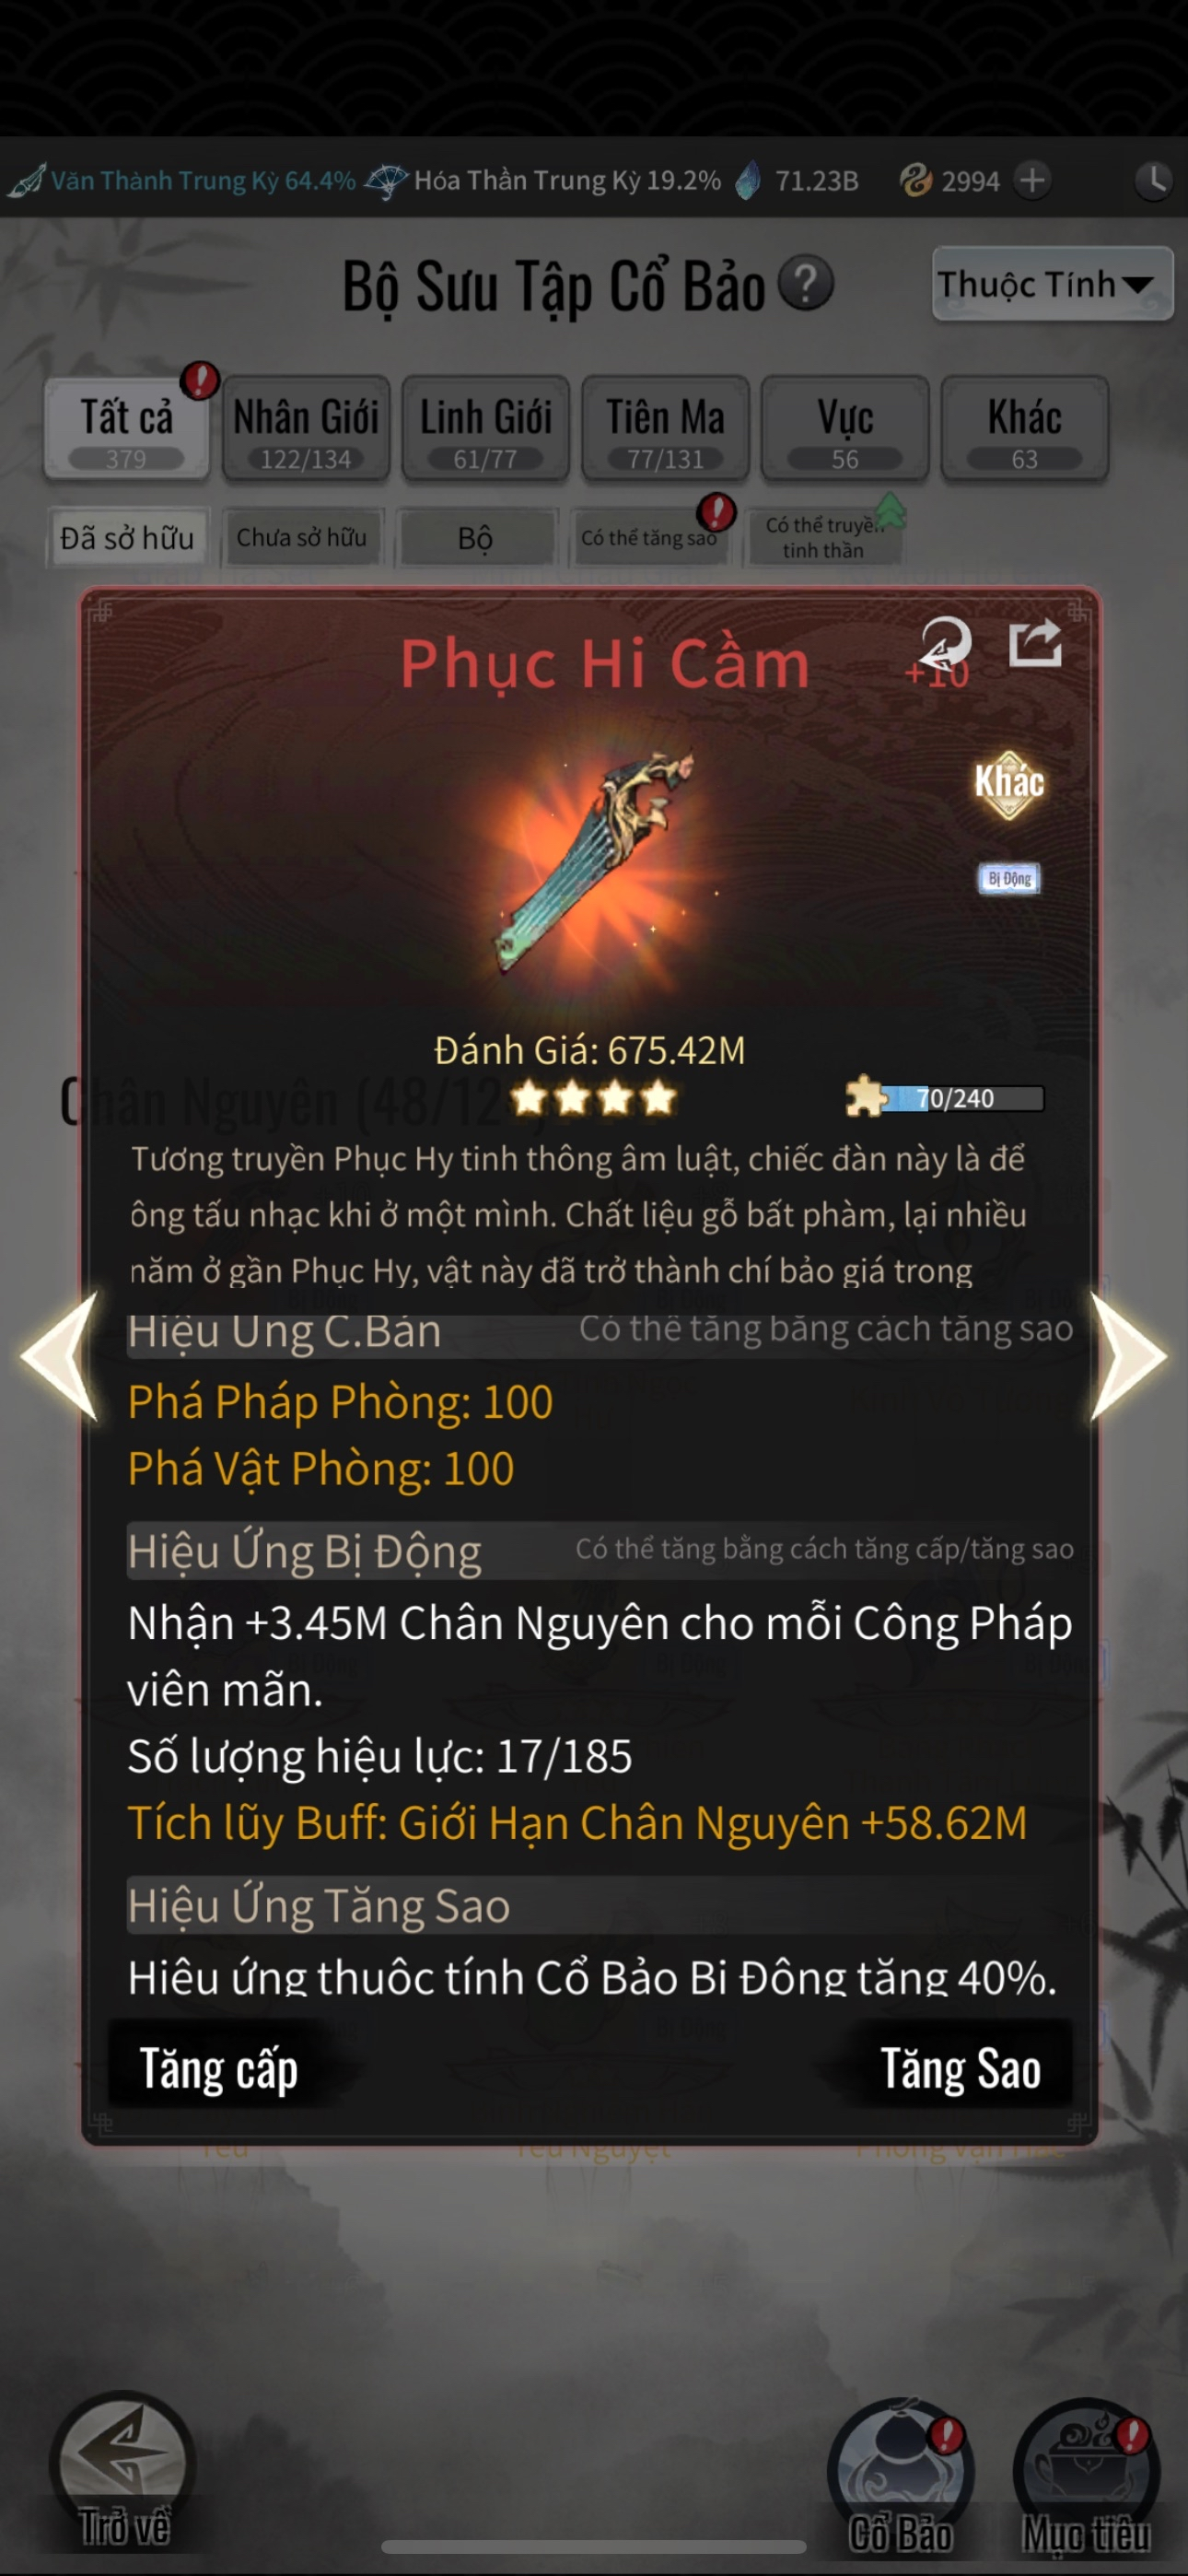 Văn Thành Trung Kỳ 64.4% Hóa Thần Trung Kỳ 19.2% 71.23B 2994
Bộ Sưu Tập Cổ Bảo ?
Thuộc Tính
Tất cả Nhân Giới Linh Giới Tiên Ma Vực Khác
379 122/134 61/77 77/131 56 63
Đã sở hữu Chưa sở hữu Bộ Có thể tăng sao Có thể truyền
tinh thần
Phục Hi Cầm
+10
Khác
Bị Động
Đánh Giá: 675.42M
Chân Nguyên (48/12
70/240
Tương truyền Phục Hy tinh thông âm luật, chiếc đàn này là để
ông tấu nhạc khi ở một mình. Chất liệu gỗ bất phàm, lại nhiều
năm ở gần Phục Hy, vật này đã trở thành chí bảo giá trong
Hiệu Ứng C.Bản Có thể tăng bằng cách tăng sao
Phá Pháp Phòng: 100
Phá Vật Phòng: 100
Hiệu Ứng Bị Động Có thể tăng bằng cách tăng cấp/tăng sao
Nhận +3.45M Chân Nguyên cho mỗi Công Pháp
viên mãn.
Số lượng hiệu lực: 17/185
Tích lũy Buff: Giới Hạn Chân Nguyên +58.62M
Hiệu Ứng Tăng Sao
Hiệu ứng thuộc tính Cổ Bảo Bị Động tăng 40%.
Tăng cấp Tăng Sao
Trở về Cổ Bảo Mục tiêu